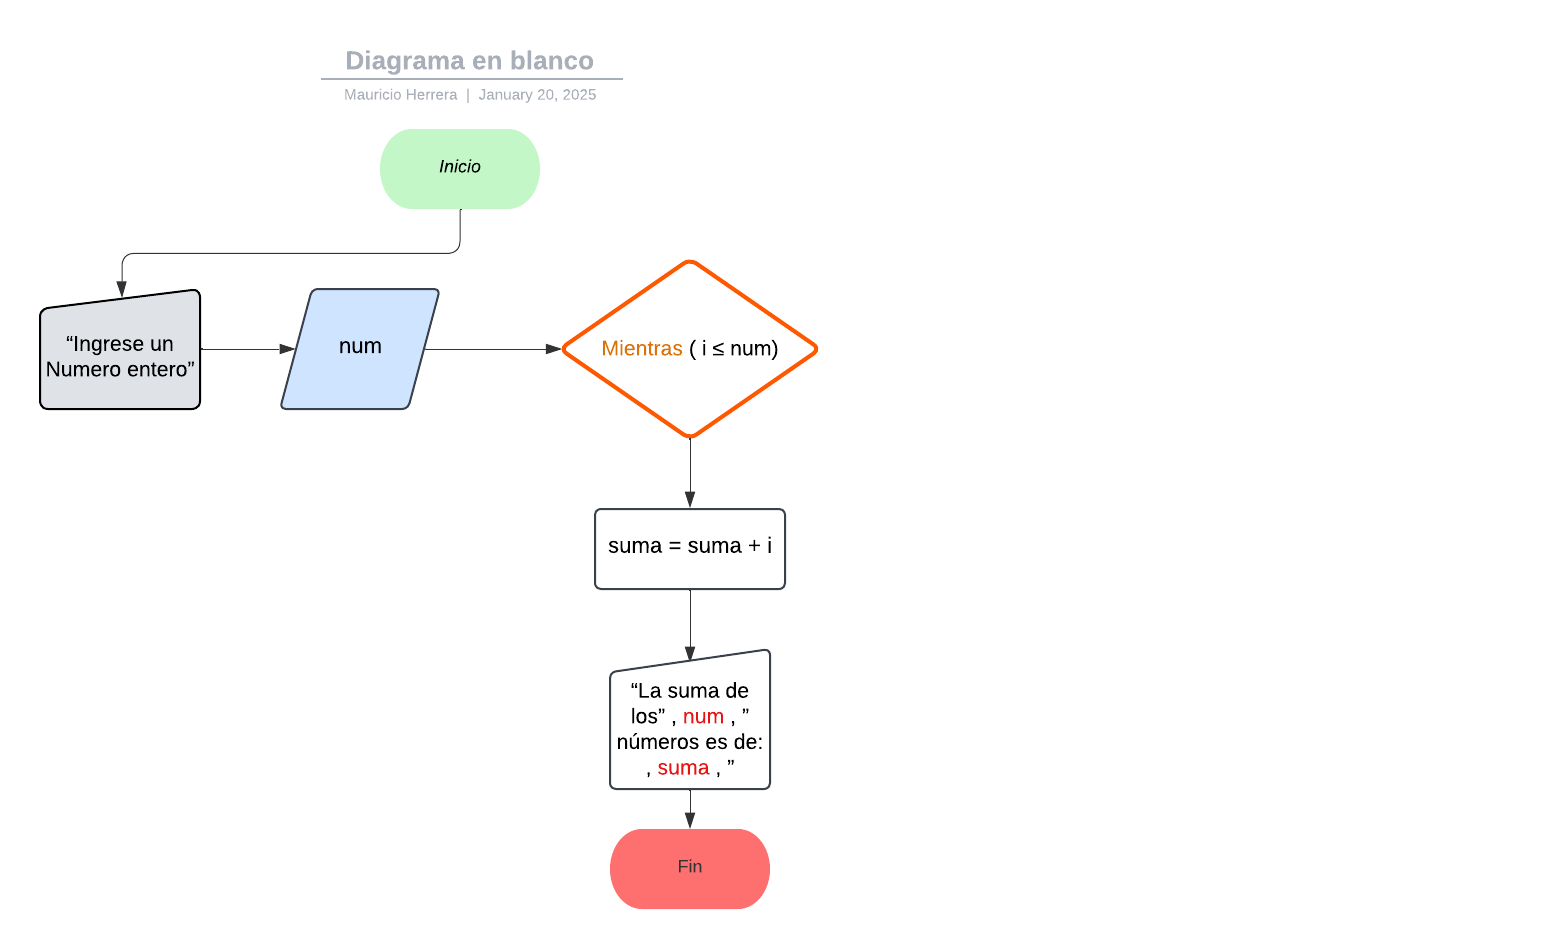 Diagrama en blanco
Mauricio Herrera | January 20, 2025
Inicio
“Ingrese un
Numero entero”
num
Mientras ( i ≤ num)
suma = suma + i
“La suma de
los” , num , ”
números es de:
, suma , ”
Fin